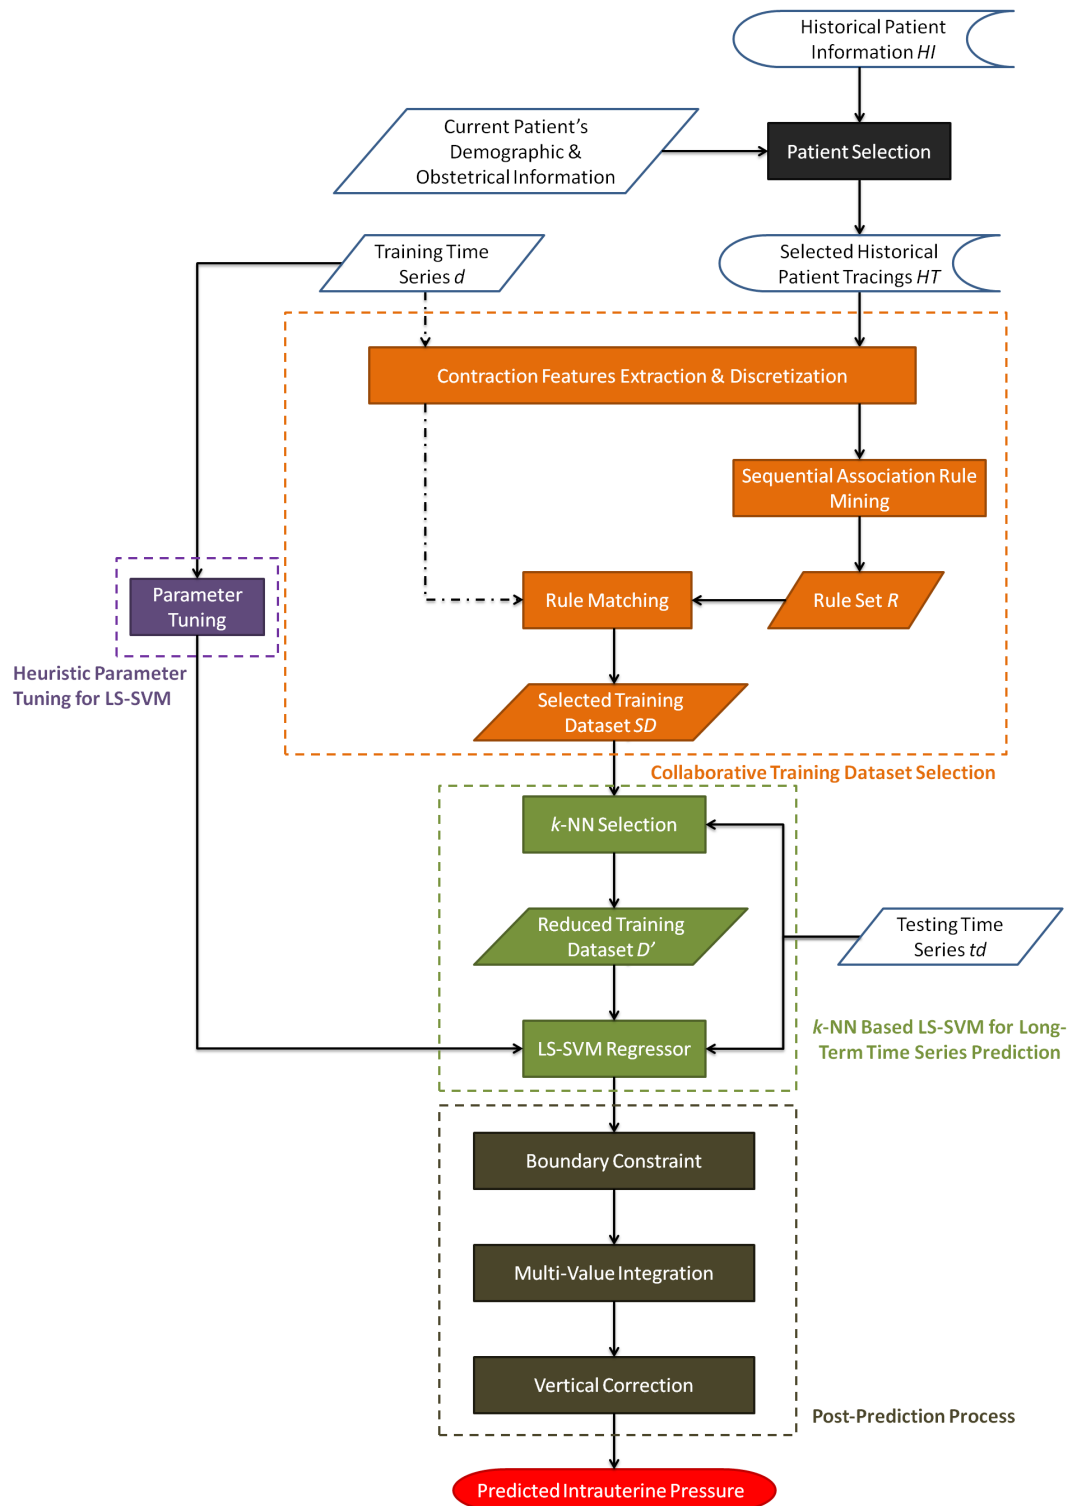 Historical Patient
Information HI
Current Patient's
Demographic &
Obstetrical Information
Patient Selection
Training Time
Series d
Selected Historical
Patient Tracings HT
Contraction Features Extraction & Discretization
Sequential Association Rule
Mining
Parameter
Tuning
Rule Matching
Rule Set R
Heuristic Parameter
Tuning for LS-SVM
Selected Training
Dataset SD
Collaborative Training Dataset Selection
k-NN Selection
Reduced Training
Dataset D'
Testing Time
Series td
LS-SVM Regressor
k-NN Based LS-SVM for Long-
Term Time Series Prediction
Boundary Constraint
Multi-Value Integration
Vertical Correction
Post-Prediction Process
Predicted Intrauterine Pressure